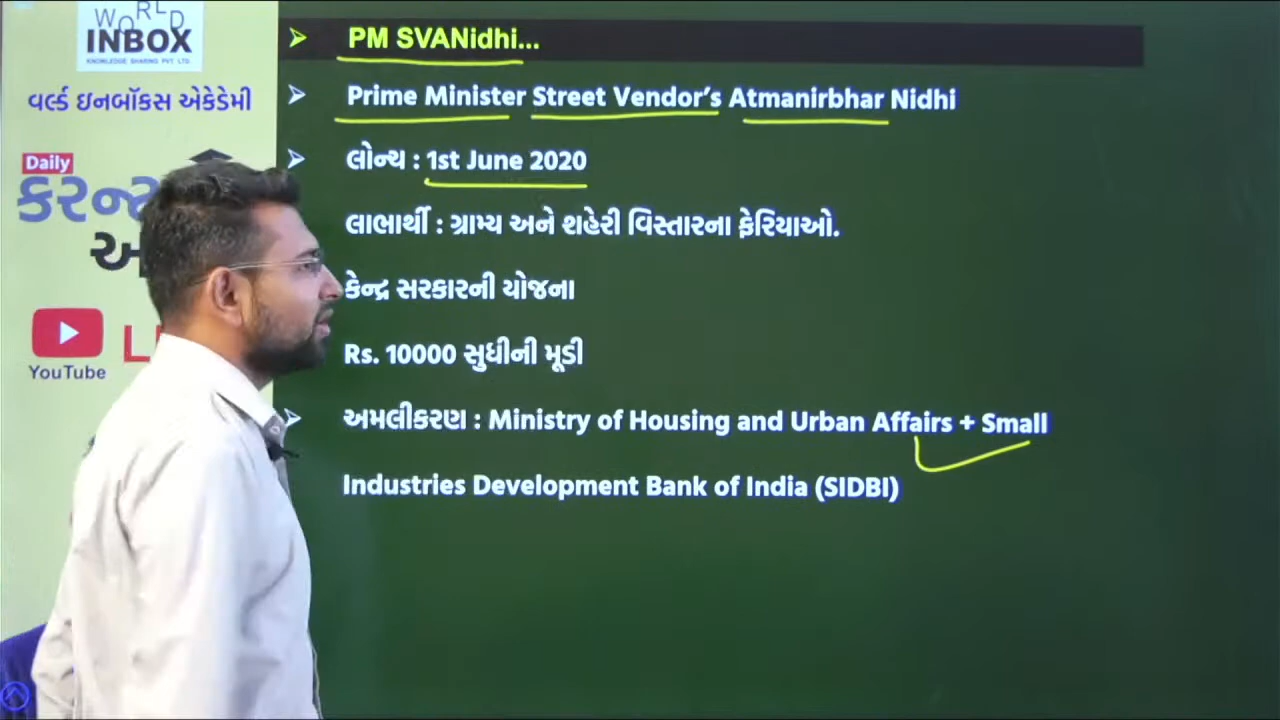 WORLD
INBOX
KNOWLEDGE SHARING PVT. LTD.
વર્લ્ડ ઇનબૉક્સ એકેડેમી
Daily
YouTube
PM SVANidhi...
Prime Minister Street Vendor's Atmanirbhar Nidhi
લોન્ચ : 1st June 2020
લાભાર્થી : ગ્રામ્ય અને શહેરી વિસ્તારના ફેરિયાઓ.
કેન્દ્ર સરકારની યોજના
Rs. 10000 સુધીની મૂડી
અમલીકરણ : Ministry of Housing and Urban Affairs + Small
Industries Development Bank of India (SIDBI)